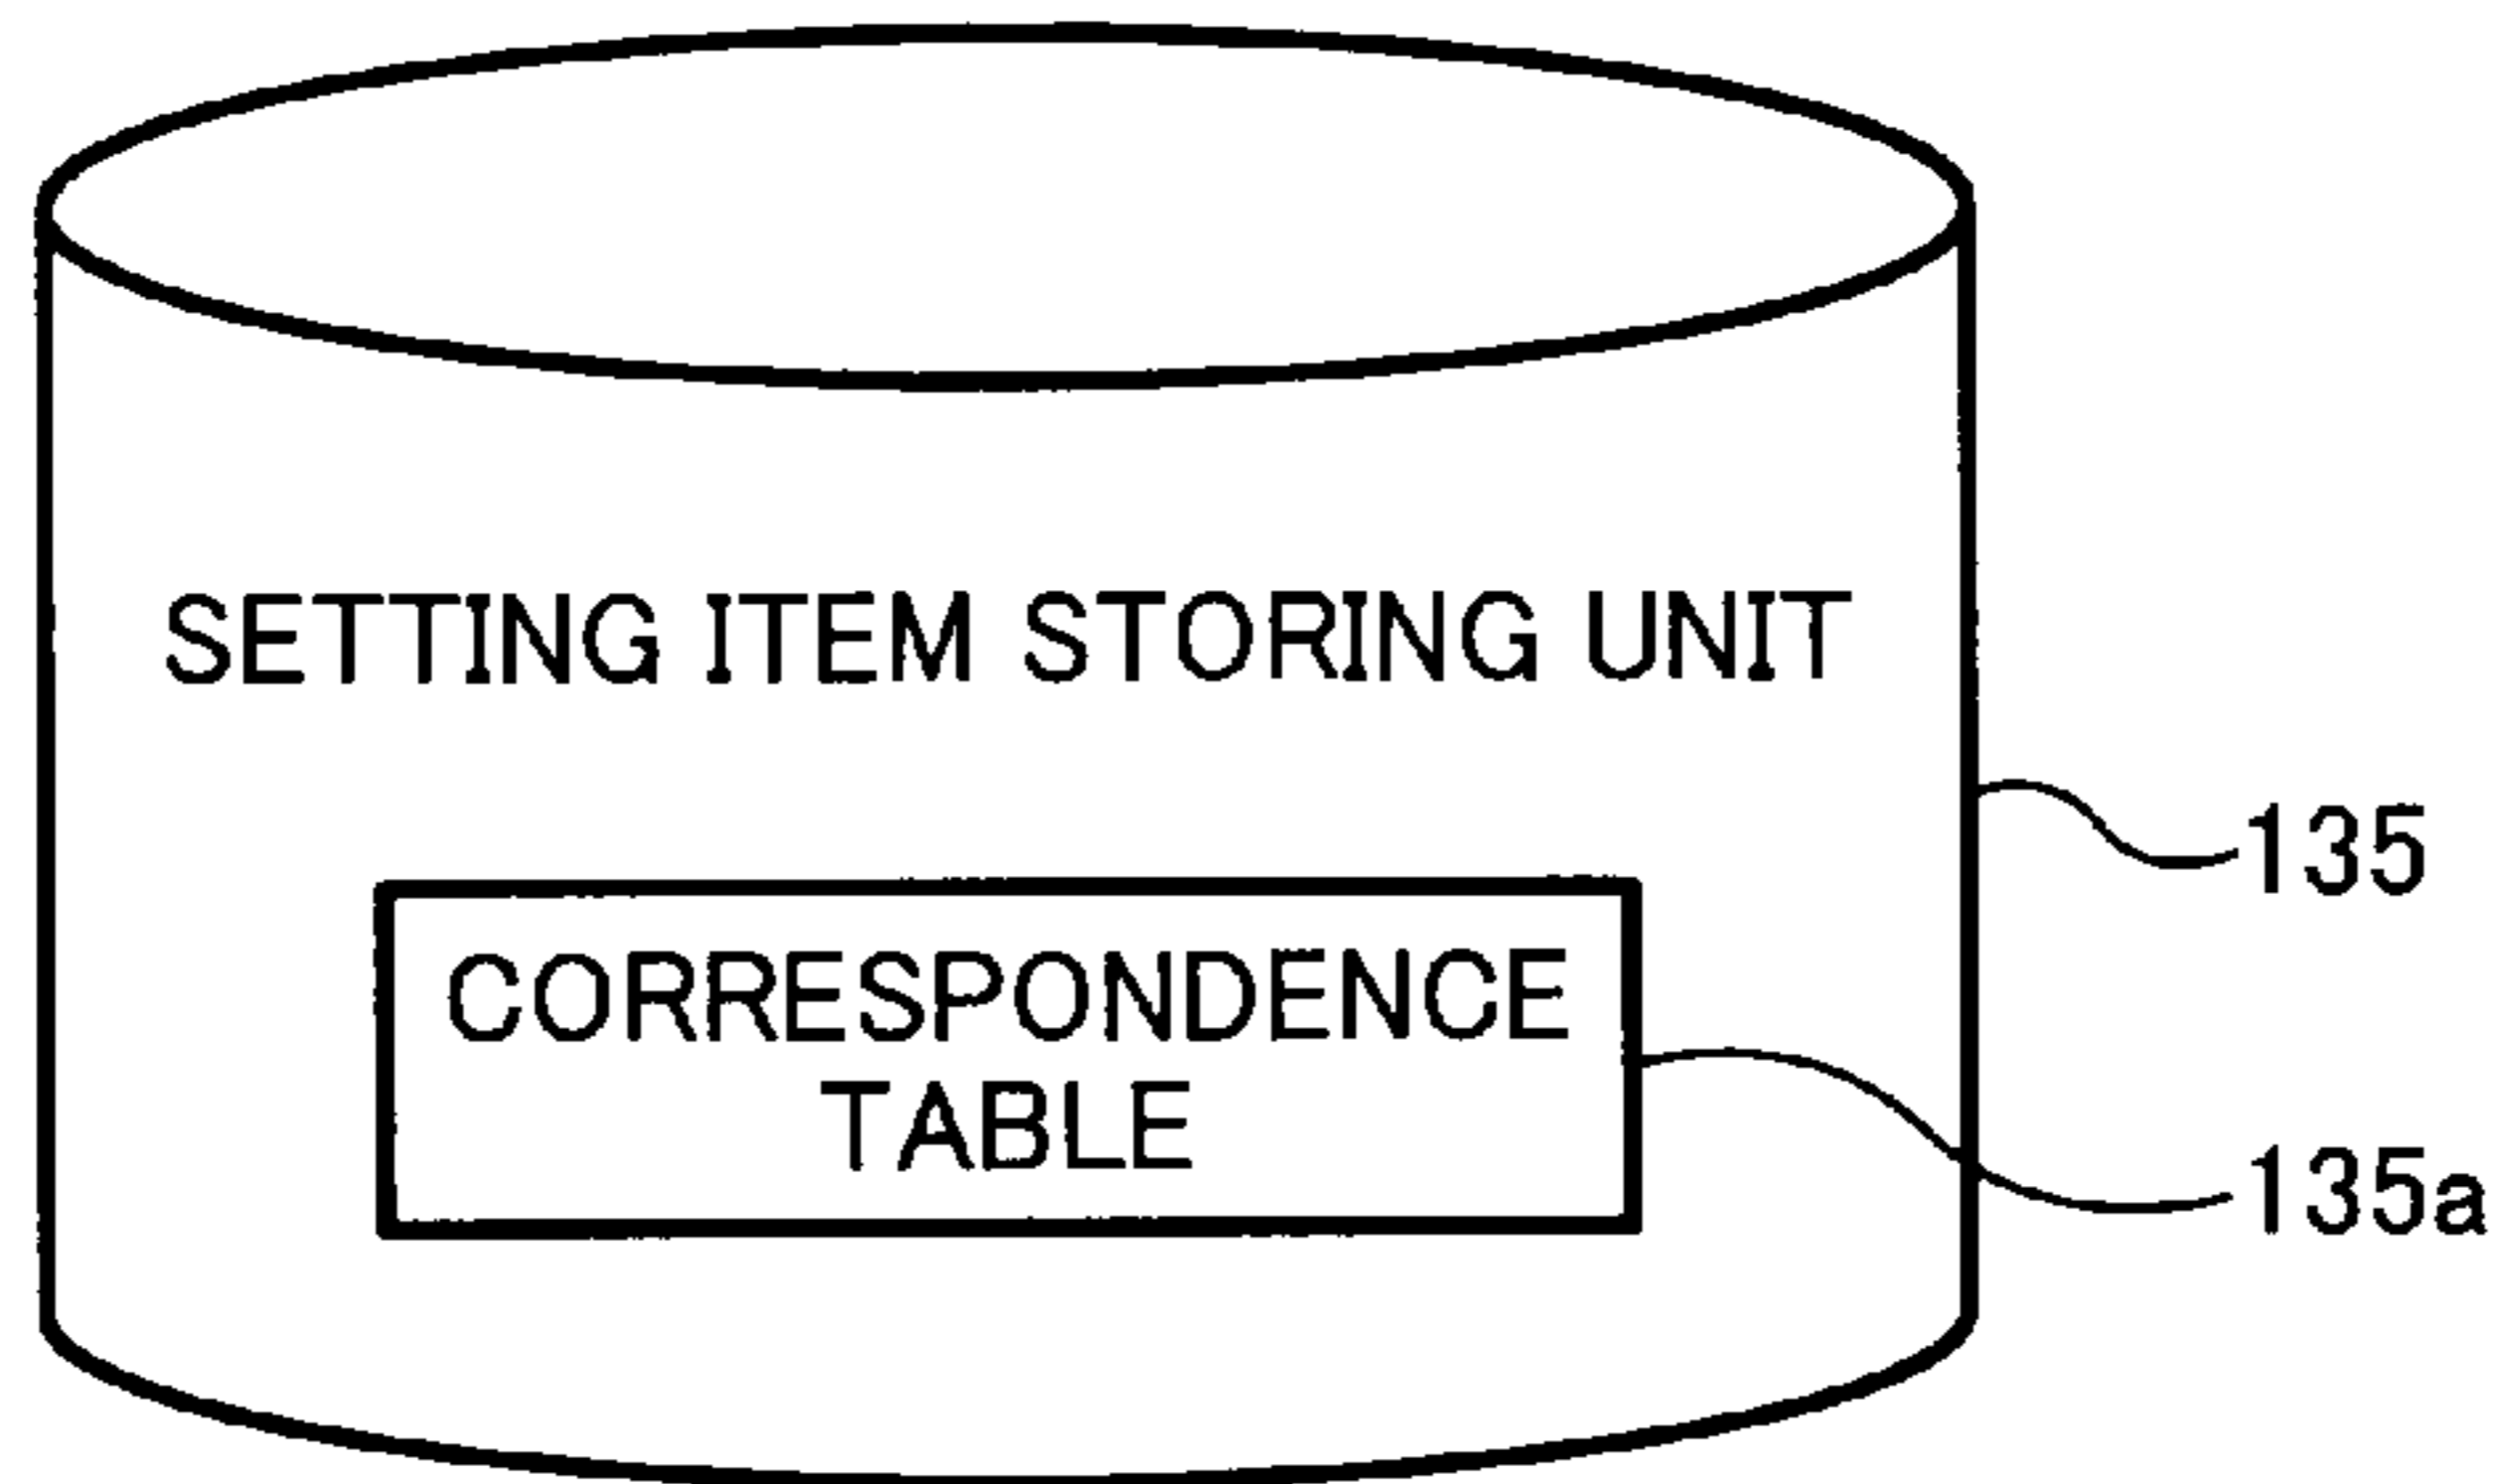 SETTING ITEM STORING UNIT
135
CORRESPONDENCE
TABLE
135a